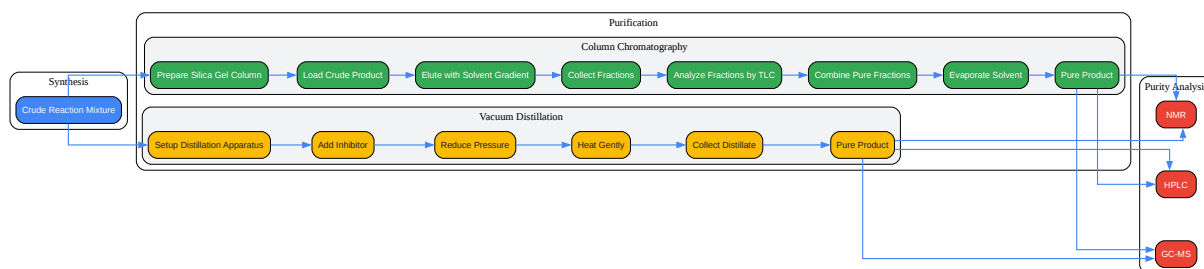 Purification
Column Chromatography
Synthesis
Prepare Silica Gel Column
Load Crude Product
Elute with Solvent Gradient
Collect Fractions
Analyze Fractions by TLC
Combine Pure Fractions
Evaporate Solvent
Pure Product
Purity Analysis
Crude Reaction Mixture
NMR
Vacuum Distillation
Setup Distillation Apparatus
Add Inhibitor
Reduce Pressure
Heat Gently
Collect Distillate
Pure Product
HPLC
GC-MS